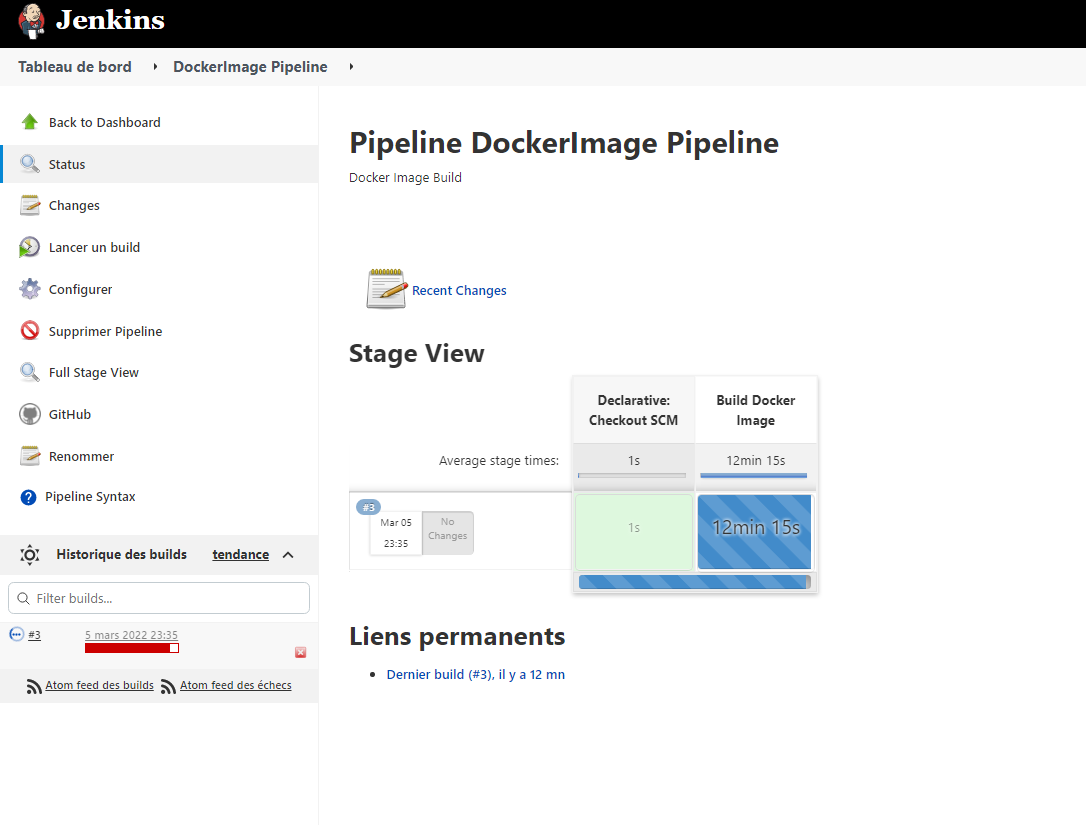 Jenkins
Tableau de bord
DockerImage Pipeline
Back to Dashboard
Status
Changes
Lancer un build
Configurer
Supprimer Pipeline
Full Stage View
GitHub
Renommer
Pipeline Syntax
Historique des builds tendance
Filter builds...
#3 5 mars 2022 23:35
Atom feed des builds Atom feed des échecs
Pipeline DockerImage Pipeline
Docker Image Build
Recent Changes
Stage View
Declarative:
Checkout SCM
Build Docker
Image
Average stage times:
1s
12min 15s
#3
Mar 05
23:35
No
Changes
1s
12min 15s
Liens permanents
Dernier build (#3), il y a 12 mn